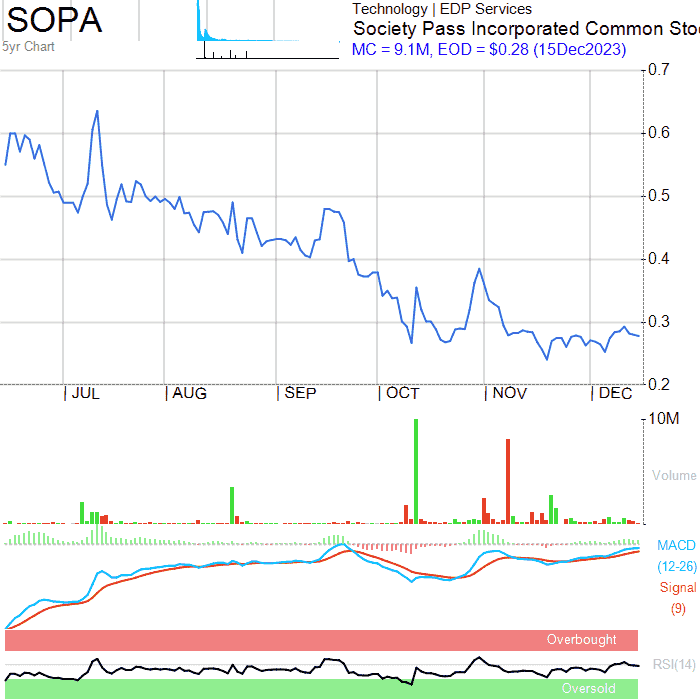 SOPA
5yr Chart
Technology | EDP Services
Society Pass Incorporated Common Sto
MC = 9.1M, EOD = $0.28 (15Dec2023)
0.7
0.6
0.5
0.4
0.3
0.2
JUL AUG SEP OCT NOV DEC
10M
Volume
MACD
(12-26)
Signal
(9)
Overbought
RSI(14)
Oversold